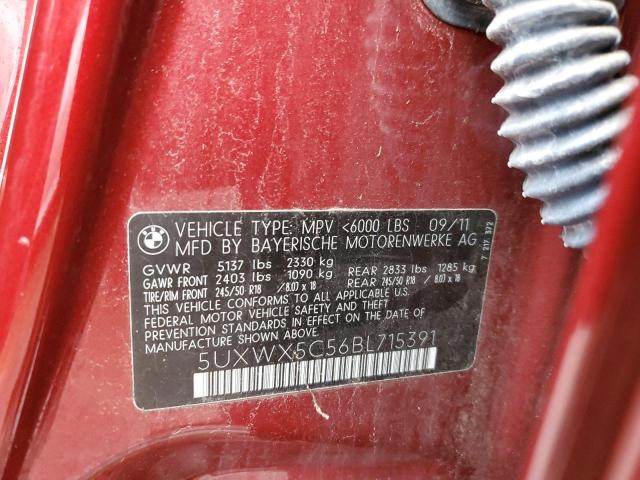 BMW
VEHICLE TYPE: MPV <6000 LBS 09/11
MFD BY BAYERISCHE MOTORENWERKE AG
GVWR 5137 lbs 2330 kg
GAWR FRONT 2403 lbs 1090 kg REAR 2833 lbs 1285 kg
TIRE/RIM FRONT 245/50 R18 / 8.0J x 18 REAR 245/50 R18 / 8.0J x 18
THIS VEHICLE CONFORMS TO ALL APPLICABLE
FEDERAL MOTOR VEHICLE SAFETY
AND THEFT PREVENTION
STANDARDS IN EFFECT ON THE DATE OF
MANUFACTURE SHOWN ABOVE.
5UXWX5C56BL715391